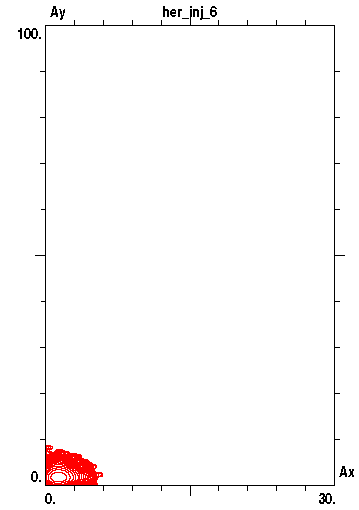 Ay her_inj_6
100.
0. Ax
0. 30.